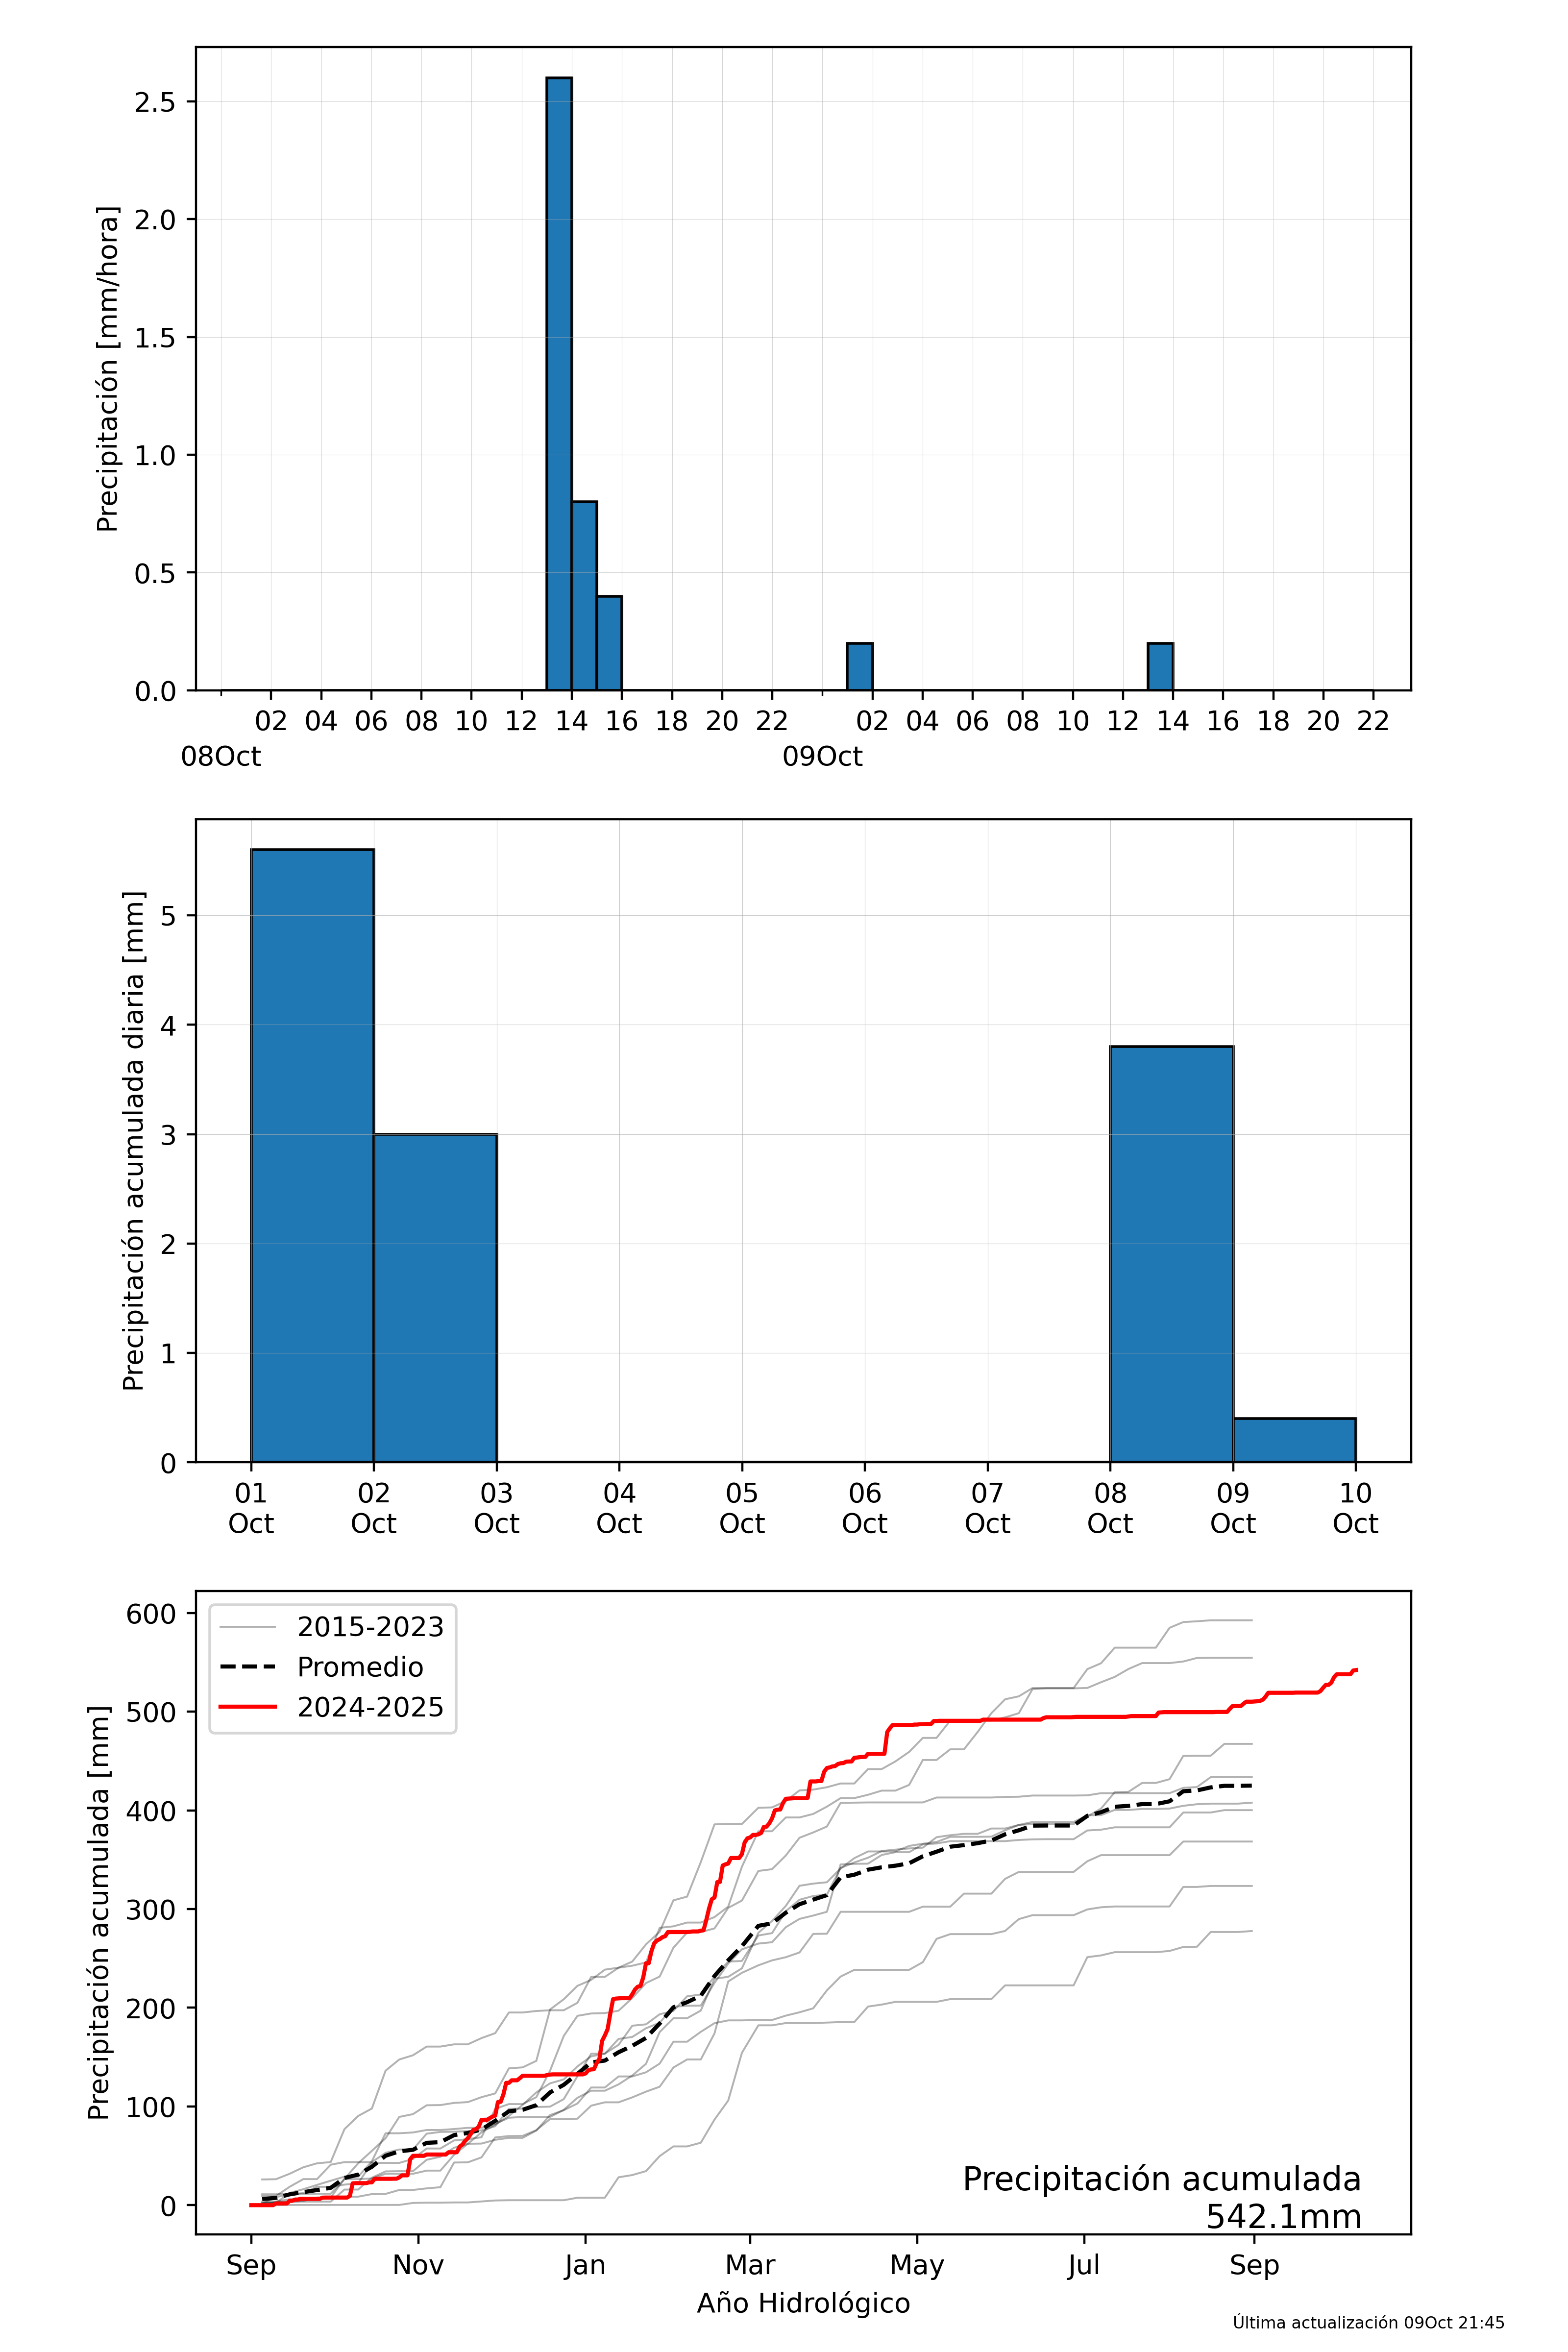 Precipitación [mm/hora]
2.5
2.0
1.5
1.0
0.5
0.0
02 04 06 08 10 12 14 16 18 20 22 02 04 06 08 10 12 14 16 18 20 22
08Oct 09Oct
Precipitación acumulada diaria [mm]
5
4
3
2
1
0
01 02 03 04 05 06 07 08 09 10
Oct Oct Oct Oct Oct Oct Oct Oct Oct Oct
Precipitación acumulada [mm]
600
500
400
300
200
100
0
2015-2023
Promedio
2024-2025
Precipitación acumulada
542.1mm
Sep Nov Jan Mar May Jul Sep
Año Hidrológico
Última actualización 09Oct 21:45